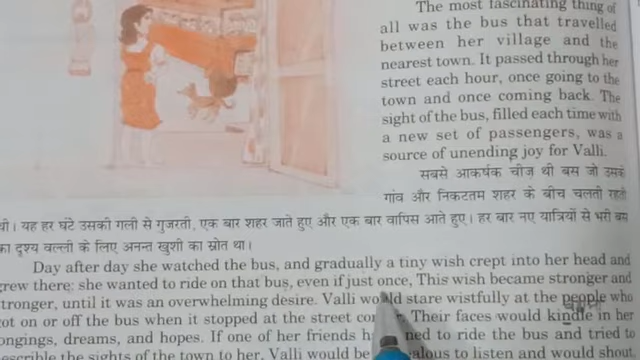 The most fascinating thing of
all was the bus that travelled
between her village and the
nearest town. It passed through her
street each hour, once going to the
town and once coming back. The
sight of the bus, filled each time with
a new set of passengers, was a
source of unending joy for Valli.
सबसे आकर्षक चीज़ थी बस जो उसके
गांव और निकटतम शहर के बीच चलती रहती
थी। यह हर घंटे उसकी गली से गुजरती, एक बार शहर जाते हुए और एक बार वापिस आते हुए। हर बार नए यात्रियों से भरी बस
का दृश्य वल्ली के लिए अनन्त खुशी का स्रोत था।
Day after day she watched the bus, and gradually a tiny wish crept into her head and
grew there: she wanted to ride on that bus, even if just once, This wish became stronger and
stronger, until it was an overwhelming desire. Valli would stare wistfully at the people who
got on or off the bus when it stopped at the street Their faces would kindle in her
longings, dreams, and hopes. If one of her friends ned to ride the bus and tried to
describe the sights of the town to her, Valli would be alous to listen and would shout